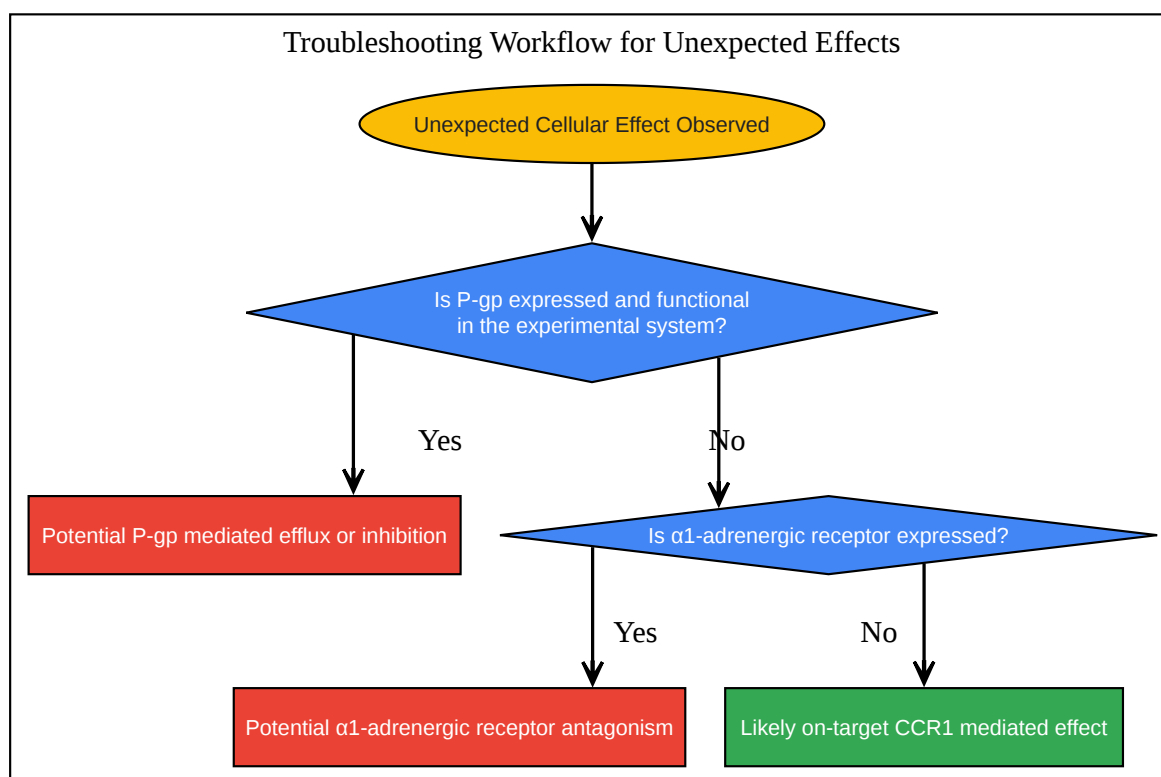 Troubleshooting Workflow for Unexpected Effects
Unexpected Cellular Effect Observed
Is P-gp expressed and functional
in the experimental system?
Yes
No
Potential P-gp mediated efflux or inhibition
Is α1-adrenergic receptor expressed?
Yes
No
Potential α1-adrenergic receptor antagonism
Likely on-target CCR1 mediated effect